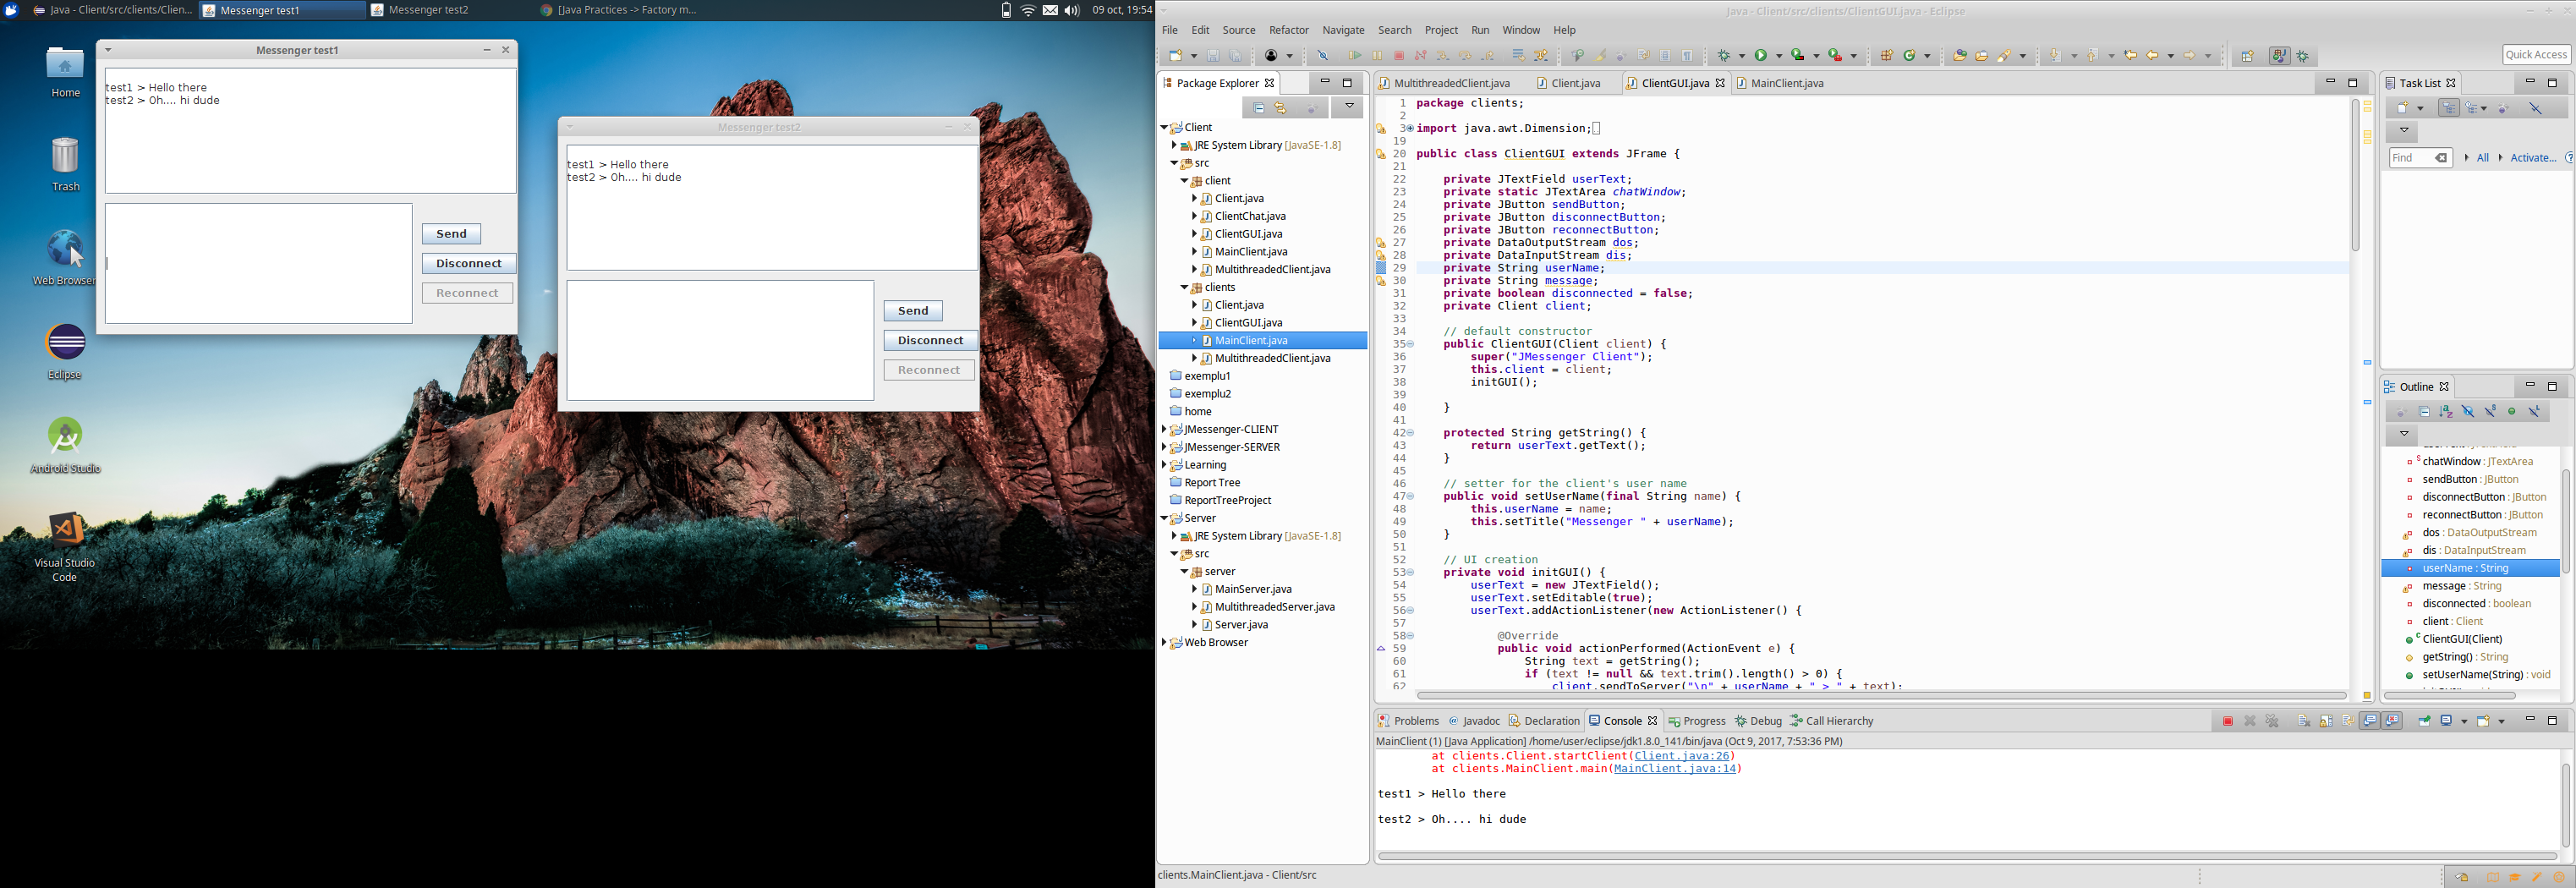 Java - Client/src/clients/Clien...
Messenger test1
Messenger test2
[Java Practices -> Factory m...
09 oct, 19:54
Home
Trash
Web Browser
Eclipse
Android Studio
Visual Studio
Code
Messenger test1
test1 > Hello there
test2 > Oh.... hi dude
Send
Disconnect
Reconnect
Messenger test2
test1 > Hello there
test2 > Oh.... hi dude
Send
Disconnect
Reconnect
Java - Client/src/clients/ClientGUI.java - Eclipse
File Edit Source Refactor Navigate Search Project Run Window Help
Quick Access
Package Explorer
Client
JRE System Library [JavaSE-1.8]
src
client
Client.java
ClientChat.java
ClientGUI.java
MainClient.java
MultithreadedClient.java
clients
Client.java
ClientGUI.java
MainClient.java
MultithreadedClient.java
exemplu1
exemplu2
home
JMessenger-CLIENT
JMessenger-SERVER
Learning
Report Tree
ReportTreeProject
Server
JRE System Library [JavaSE-1.8]
src
server
MainServer.java
MultithreadedServer.java
Server.java
Web Browser
MultithreadedClient.java Client.java ClientGUI.java MainClient.java
1 package clients;
2
3 import java.awt.Dimension;
19
20 public class ClientGUI extends JFrame {
21
22 private JTextField userText;
23 private static JTextArea chatWindow;
24 private JButton sendButton;
25 private JButton disconnectButton;
26 private JButton reconnectButton;
27 private DataOutputStream dos;
28 private DataInputStream dis;
29 private String userName;
30 private String message;
31 private boolean disconnected = false;
32 private Client client;
33
34 // default constructor
35 public ClientGUI(Client client) {
36 super("JMessenger Client");
37 this.client = client;
38 initGUI();
39
40 }
41
42 protected String getString() {
43 return userText.getText();
44 }
45
46 // setter for the client's user name
47 public void setUserName(final String name) {
48 this.userName = name;
49 this.setTitle("Messenger " + userName);
50 }
51
52 // UI creation
53 private void initGUI() {
54 userText = new JTextField();
55 userText.setEditable(true);
56 userText.addActionListener(new ActionListener() {
57
58 @Override
59 public void actionPerformed(ActionEvent e) {
60 String text = getString();
61 if (text != null && text.trim().length() > 0) {
62 client.sendToServer("\n" + userName + " > " + text);
Task List
Find All Activate...
Outline
chatWindow : JTextArea
sendButton : JButton
disconnectButton : JButton
reconnectButton : JButton
dos : DataOutputStream
dis : DataInputStream
userName : String
message : String
disconnected : boolean
client : Client
ClientGUI(Client)
getString() : String
setUserName(String) : void
Problems Javadoc Declaration Console Progress Debug Call Hierarchy
MainClient (1) [Java Application] /home/user/eclipse/jdk1.8.0_141/bin/java (Oct 9, 2017, 7:53:36 PM)
at clients.Client.startClient(Client.java:26)
at clients.MainClient.main(MainClient.java:14)
test1 > Hello there
test2 > Oh.... hi dude
clients.MainClient.java - Client/src